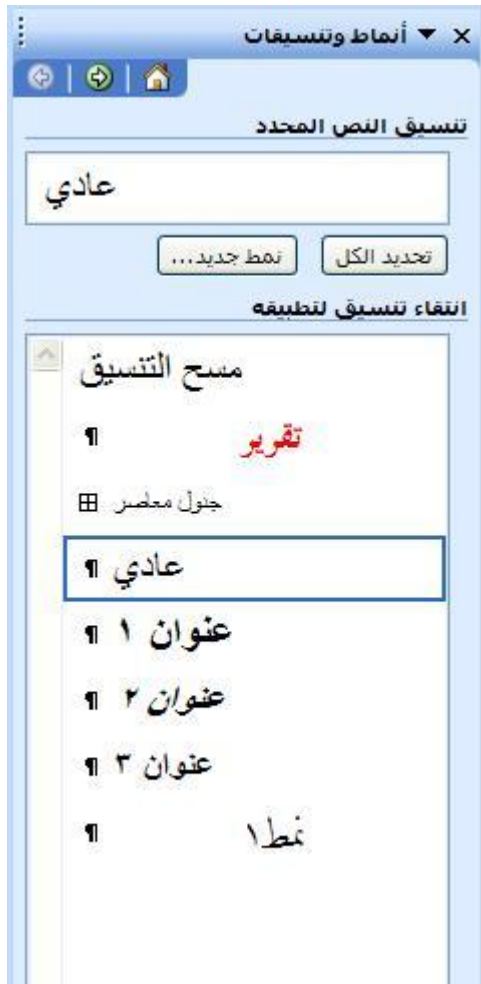 أنماط وتنسيقات
تنسيق النص المحدد
عادي
تحديد الكل نمط جديد...
انتقاء تنسيق لتطبيقه
مسح التنسيق
تقرير ¶
جدول معاصر
عادي ¶
عنوان ١ ¶
عنوان ٢ ¶
عنوان ٣ ¶
نمط١ ¶